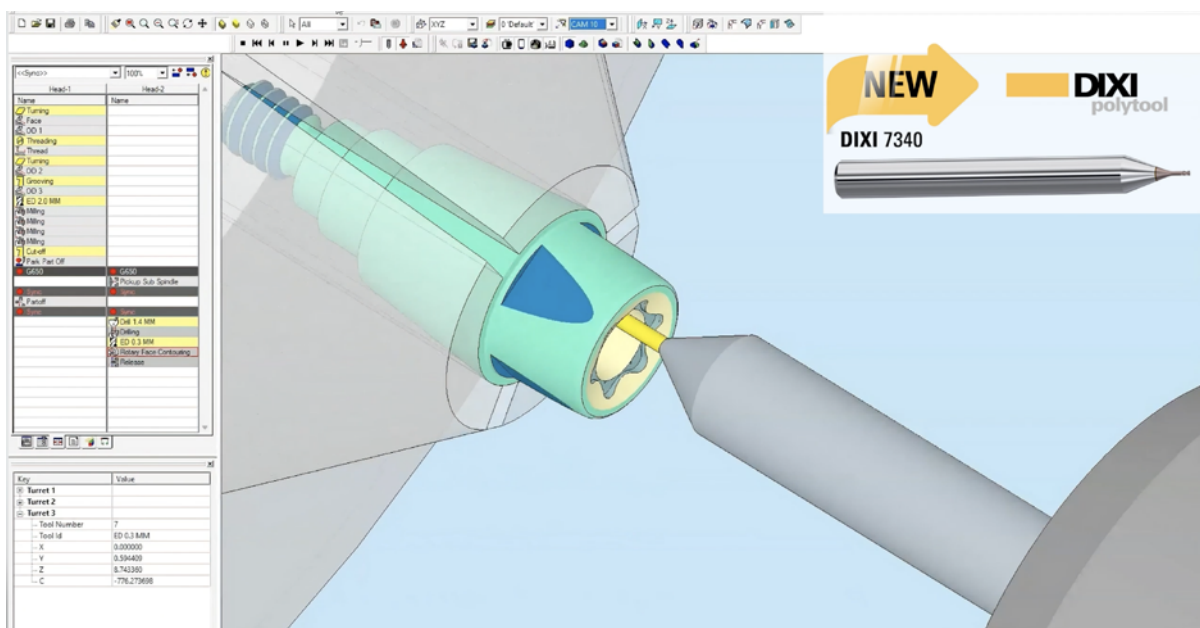 All
XYZ
0 'Default'
CAM 10
<<Sync>>
100%
Head-1
Head-2
Name
Name
Turning
Face
OD 1
Threading
Thread
Turning
OD 2
Grooving
OD 3
ED 2.0 MM
Milling
Milling
Milling
Milling
Cut-off
Park Part Off
G650
G650
Pickup Sub Spindle
Sync
Sync
Partoff
Sync
Sync
Drill 1.4 MM
Drilling
ED 0.3 MM
Rotary Face Contouring
Release
Key
Value
Turret 1
Turret 2
Turret 3
Tool Number
7
Tool Id
ED 0.3 MM
X
0.000000
Y
0.594400
Z
8.743360
C
-776.273698
NEW
DIXI
polytool
DIXI 7340